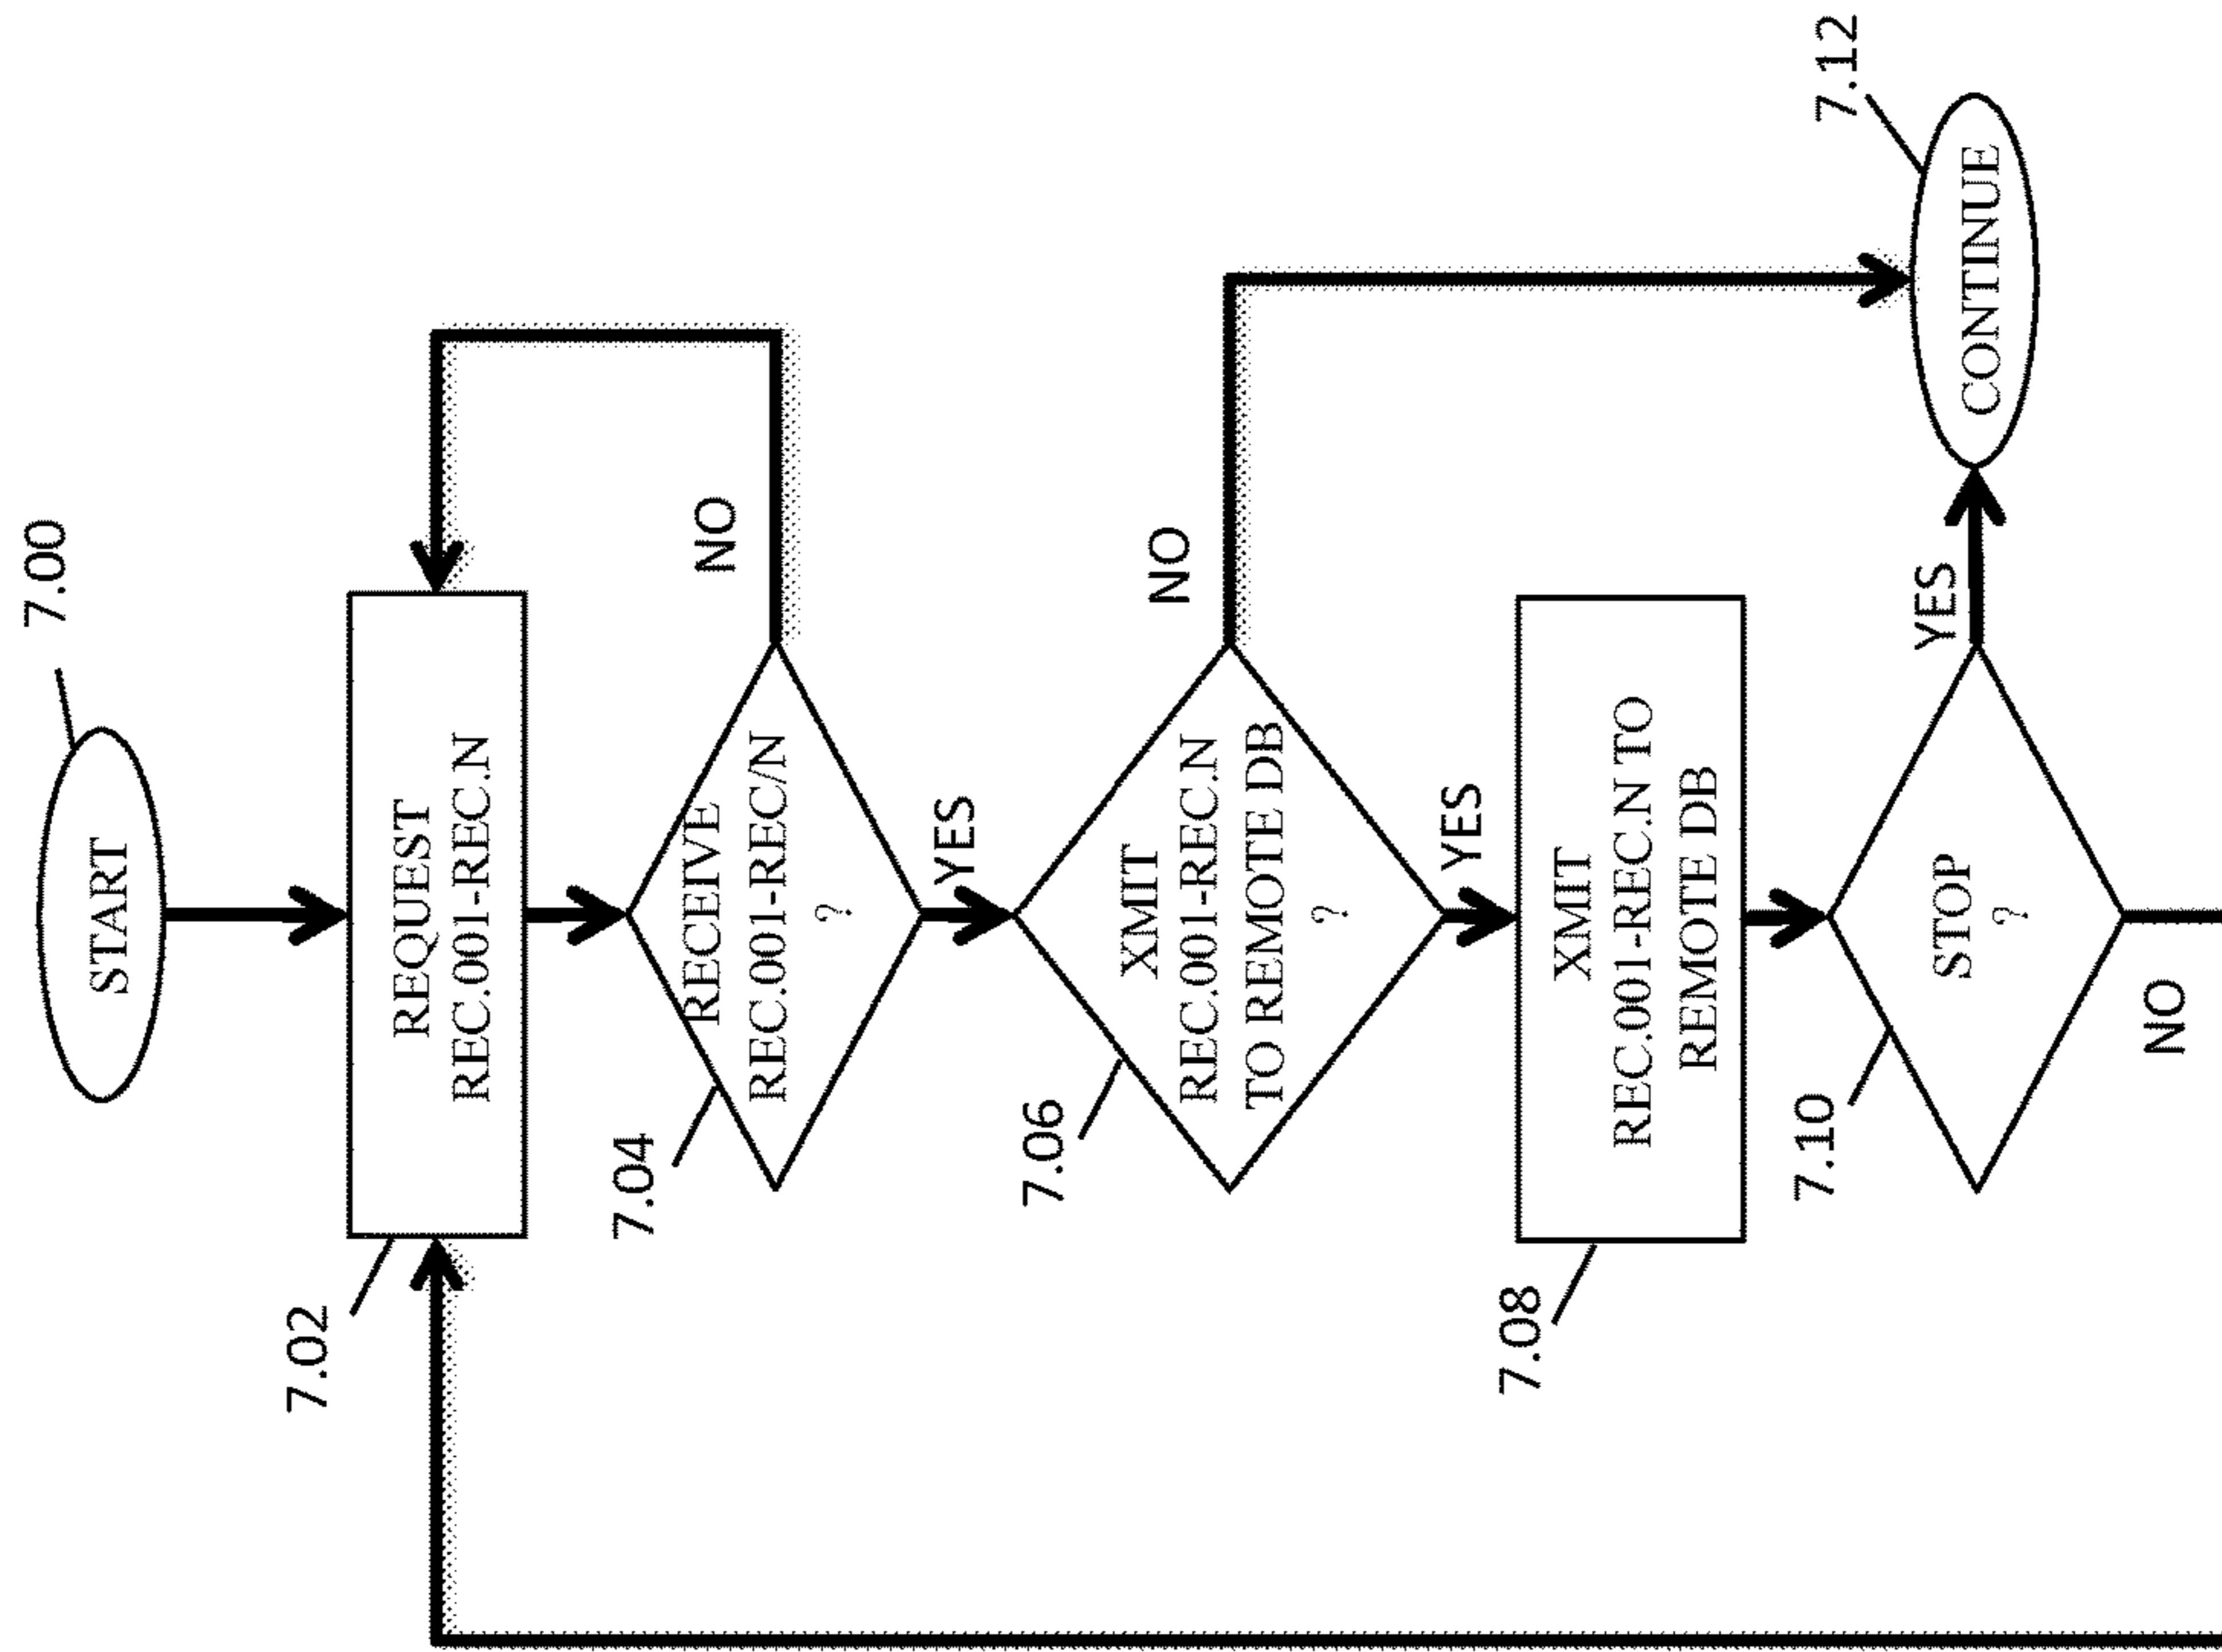 7.00
START
7.02
REQUEST
REC.001-REC.N
7.04
RECEIVE
REC.001-REC/N
?
NO
YES
7.06
XMIT
REC.001-REC.N
TO REMOTE DB
?
NO
YES
7.08
XMIT
REC.001-REC.N TO
REMOTE DB
7.10
STOP
?
YES
7.12
CONTINUE
NO